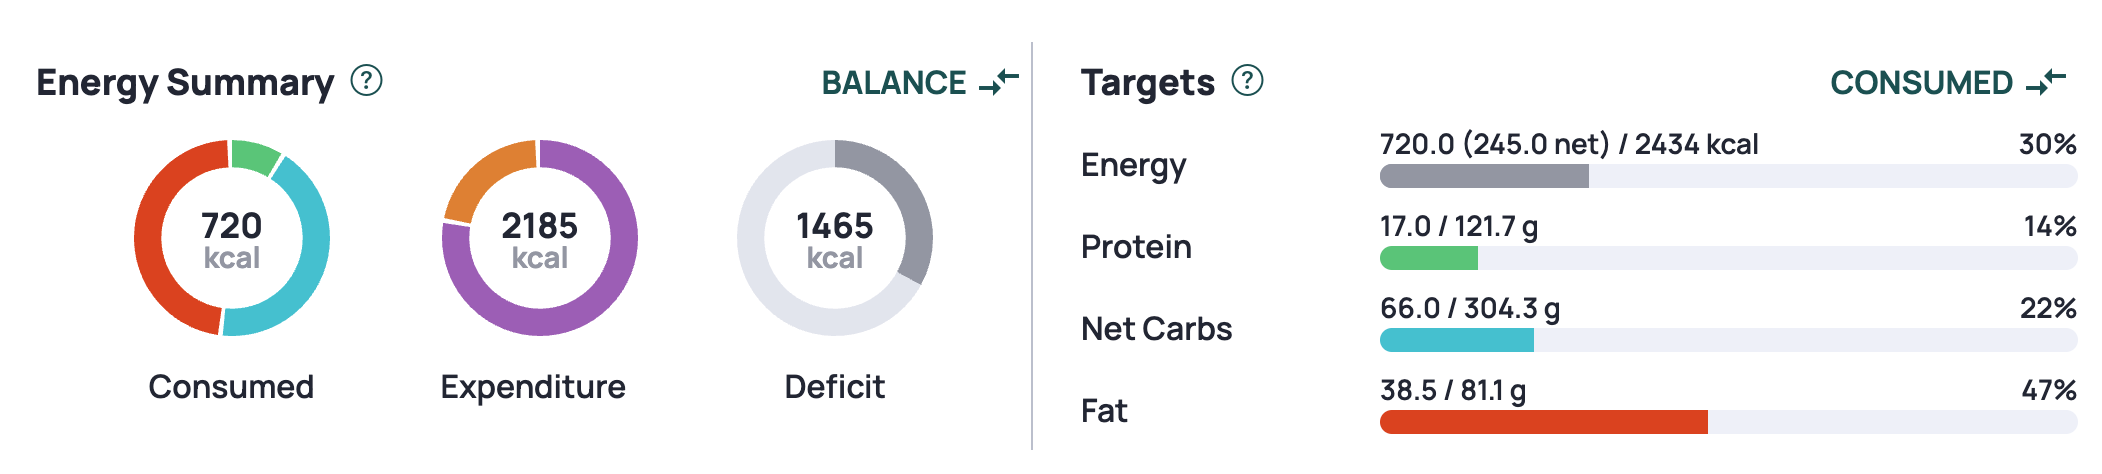 Energy Summary ?
BALANCE
720
kcal
Consumed
2185
kcal
Expenditure
1465
kcal
Deficit
Targets ?
CONSUMED
Energy
720.0 (245.0 net) / 2434 kcal
30%
Protein
17.0 / 121.7 g
14%
Net Carbs
66.0 / 304.3 g
22%
Fat
38.5 / 81.1 g
47%